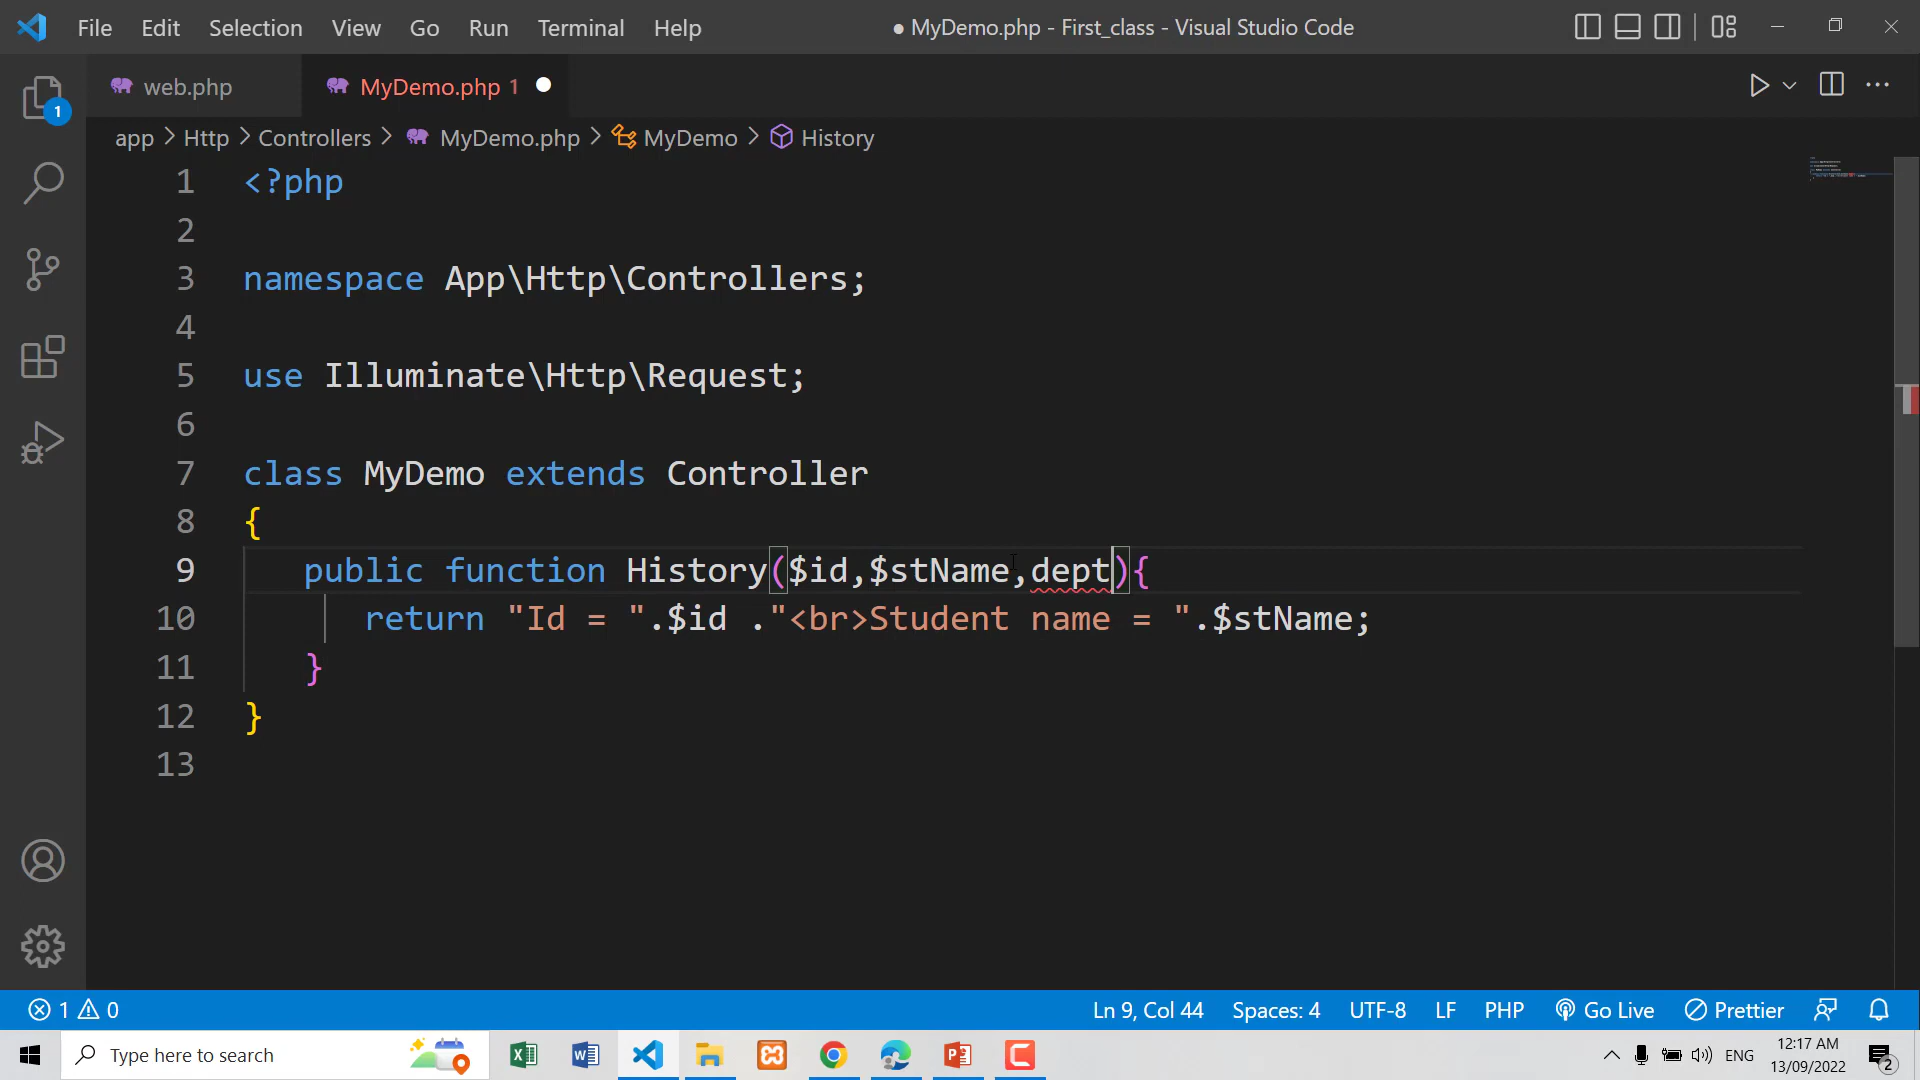 File Edit Selection View Go Run Terminal Help ● MyDemo.php - First_class - Visual Studio Code
web.php MyDemo.php 1
1
app > Http > Controllers > MyDemo.php > MyDemo > History
1 <?php
2
3 namespace App\Http\Controllers;
4
5 use Illuminate\Http\Request;
6
7 class MyDemo extends Controller
8 {
9 public function History($id,$stName,dept){
10 return "Id = ".$id ."<br>Student name = ".$stName;
11 }
12 }
13
1 0 Ln 9, Col 44 Spaces: 4 UTF-8 LF PHP Go Live Prettier
Type here to search ENG 12:17 AM
13/09/2022 2